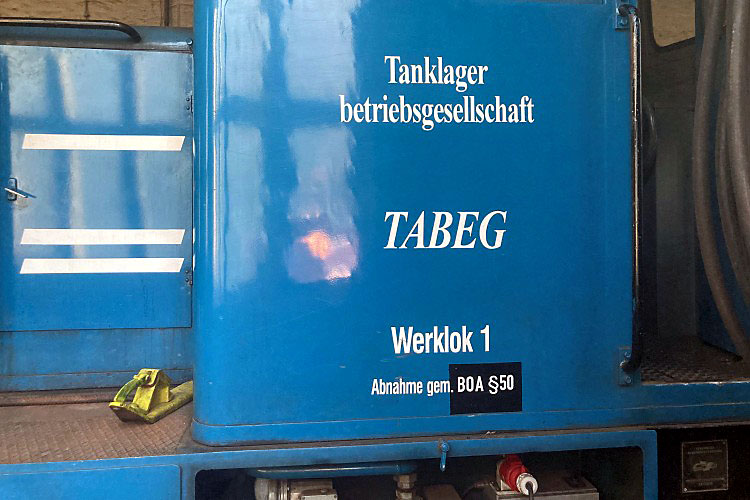 Tanklager
betriebsgesellschaft
TABEG
Werklok 1
Abnahme gem. BOA §50